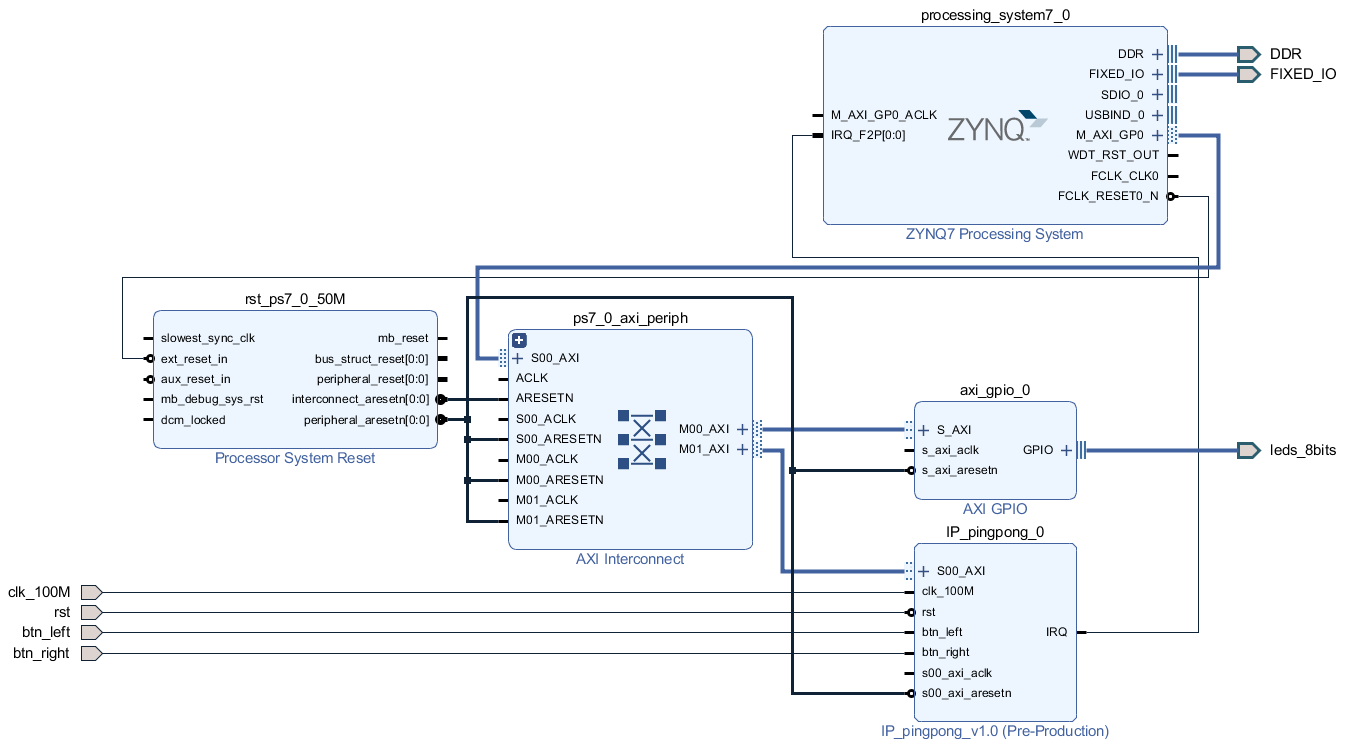 processing_system7_0
DDR
FIXED_IO
SDIO_0
USBIND_0
M_AXI_GP0_ACLK
M_AXI_GP0
IRQ_F2P[0:0]
WDT_RST_OUT
FCLK_CLK0
FCLK_RESET0_N
ZYNQ
ZYNQ7 Processing System
DDR
FIXED_IO
rst_ps7_0_50M
slowest_sync_clk
mb_reset
ext_reset_in
bus_struct_reset[0:0]
aux_reset_in
peripheral_reset[0:0]
mb_debug_sys_rst
interconnect_aresetn[0:0]
dcm_locked
peripheral_aresetn[0:0]
Processor System Reset
ps7_0_axi_periph
S00_AXI
ACLK
ARESETN
S00_ACLK
S00_ARESETN
M00_ACLK
M00_ARESETN
M01_ACLK
M01_ARESETN
M00_AXI
M01_AXI
AXI Interconnect
axi_gpio_0
S_AXI
s_axi_aclk
GPIO
s_axi_aresetn
AXI GPIO
leds_8bits
IP_pingpong_0
S00_AXI
clk_100M
rst
btn_left
IRQ
btn_right
s00_axi_aclk
s00_axi_aresetn
IP_pingpong_v1.0 (Pre-Production)
clk_100M
rst
btn_left
btn_right